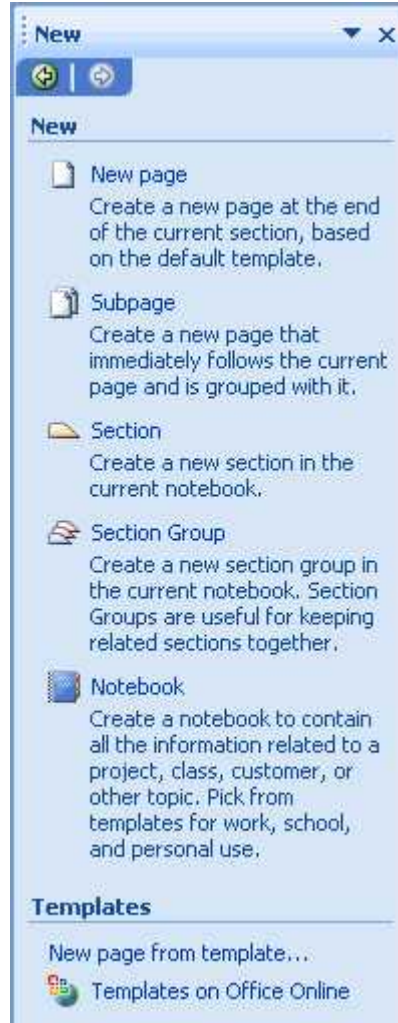 New
New
New page
Create a new page at the end
of the current section, based
on the default template.
Subpage
Create a new page that
immediately follows the current
page and is grouped with it.
Section
Create a new section in the
current notebook.
Section Group
Create a new section group in
the current notebook. Section
Groups are useful for keeping
related sections together.
Notebook
Create a notebook to contain
all the information related to a
project, class, customer, or
other topic. Pick from
templates for work, school,
and personal use.
Templates
New page from template...
Templates on Office Online